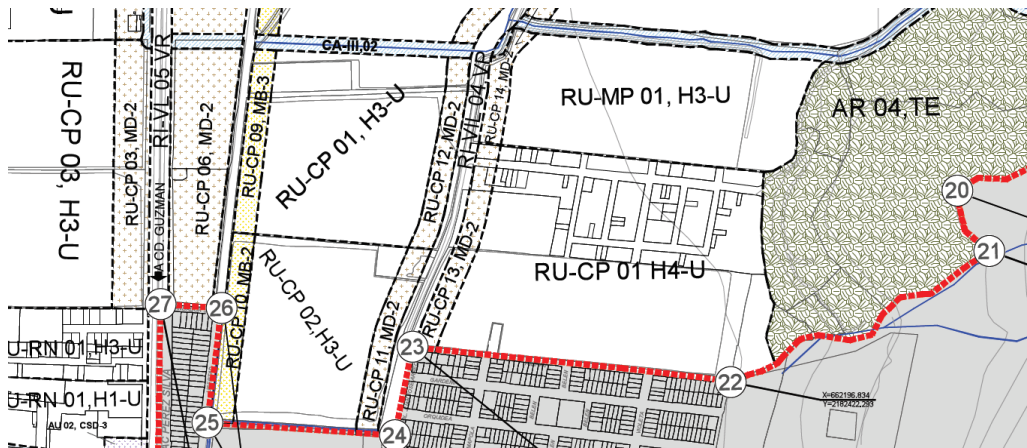 RU-CP 03, H3-U
RU-CP 03, MD-2
RI-VI, 05 VR
RU-CP 06, MD-2
A CD. GUZMAN
CA-III,02
RU-CP 09, MB-3
RU-CP 01, H3-U
RU-CP 12, MD-2
RI-VII, 04 VR
RU-CP 14, MD-2
RU-MP 01, H3-U
AR 04,TE
RU-CP 10, MB-2
RU-CP 02,H3-U
RU-CP 11, MD-2
RU-CP 13, MD-2
RU-CP 01 H4-U
20
21
27
26
23
22
25
24
U-RN 01, H3-U
U-RN 01, H1-U
AU 02, CSD-3
X=662196.834
Y=2182422.293
ORQUIDEA